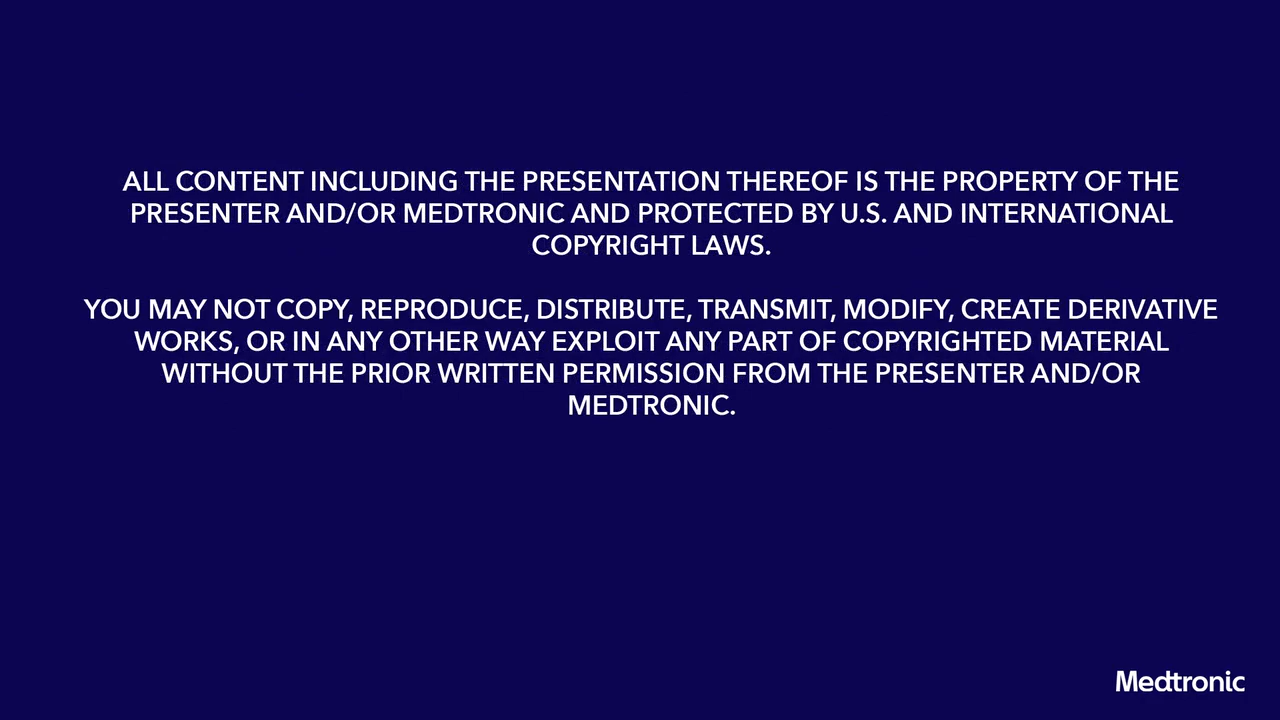 ALL CONTENT INCLUDING THE PRESENTATION THEREOF IS THE PROPERTY OF THE
PRESENTER AND/OR MEDTRONIC AND PROTECTED BY U.S. AND INTERNATIONAL
COPYRIGHT LAWS.
YOU MAY NOT COPY, REPRODUCE, DISTRIBUTE, TRANSMIT, MODIFY, CREATE DERIVATIVE
WORKS, OR IN ANY OTHER WAY EXPLOIT ANY PART OF COPYRIGHTED MATERIAL
WITHOUT THE PRIOR WRITTEN PERMISSION FROM THE PRESENTER AND/OR
MEDTRONIC.
Medtronic